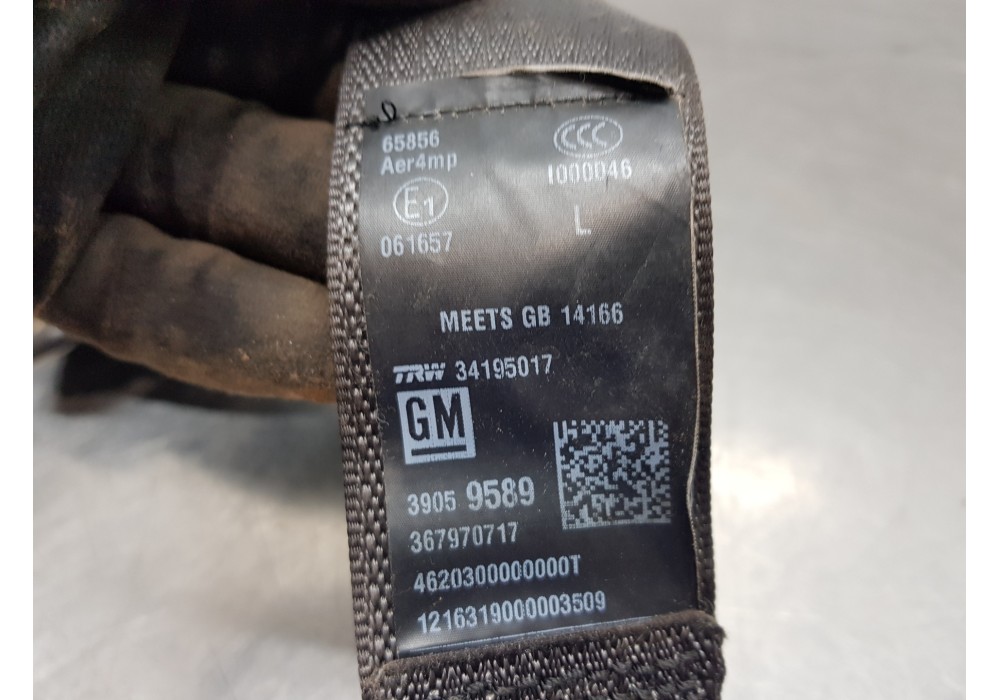 65856
Aer4mp
CCC
I000046
E1
L
061657
MEETS GB 14166
TRW 34195017
GM
3905 9589
367970717
4620300000000T
1216319000003509